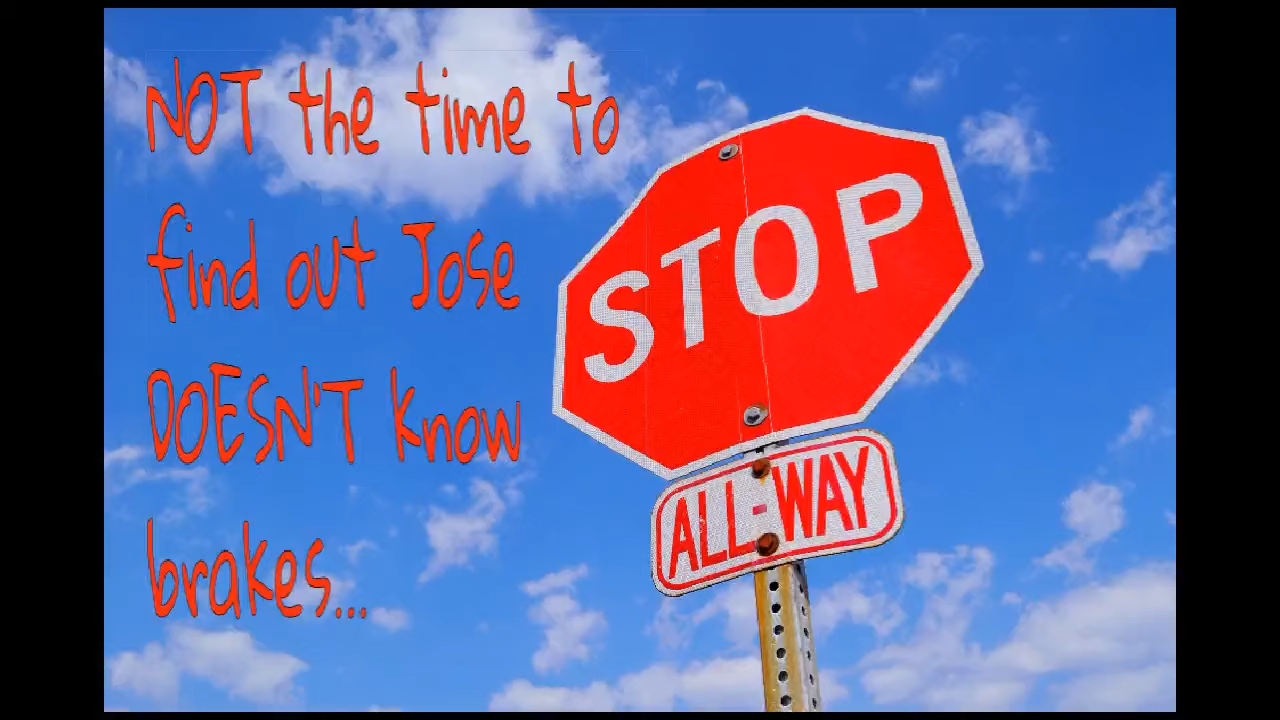 NOT the time to
find out Jose
DOESN'T know
brakes...
STOP
ALL-WAY